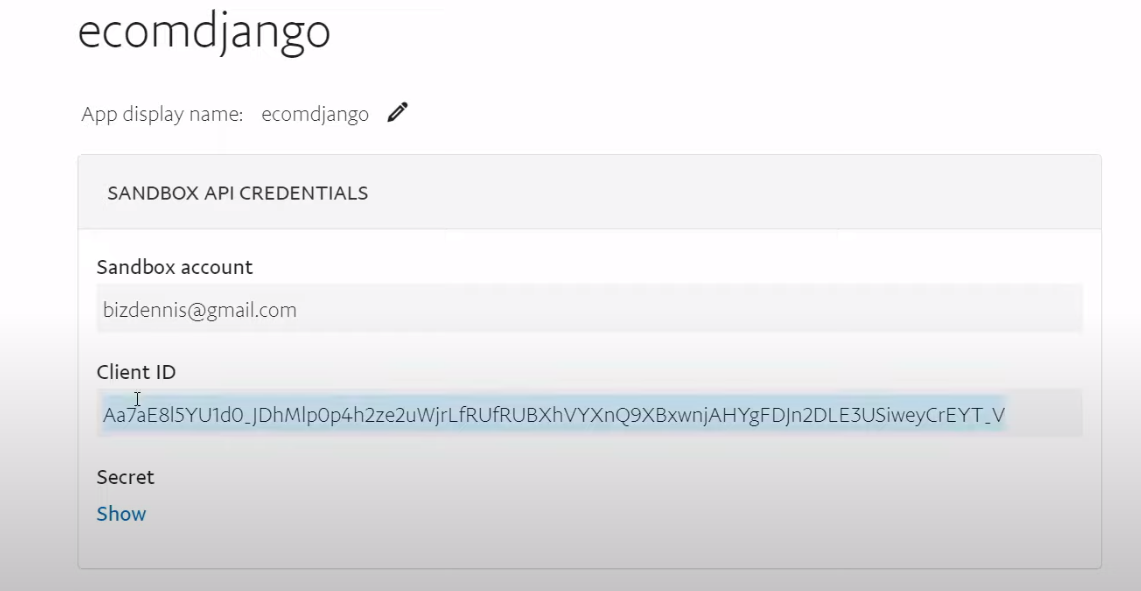 ecomdjango
App display name: ecomdjango
SANDBOX API CREDENTIALS
Sandbox account
bizdennis@gmail.com
Client ID
Aa7aE8l5YU1d0_JDhMlp0p4h2ze2uWjrLfRUfRUBXhVYXnQ9XBxwnjAHYgFDJn2DLE3USiweyCrEYT_V
Secret
Show